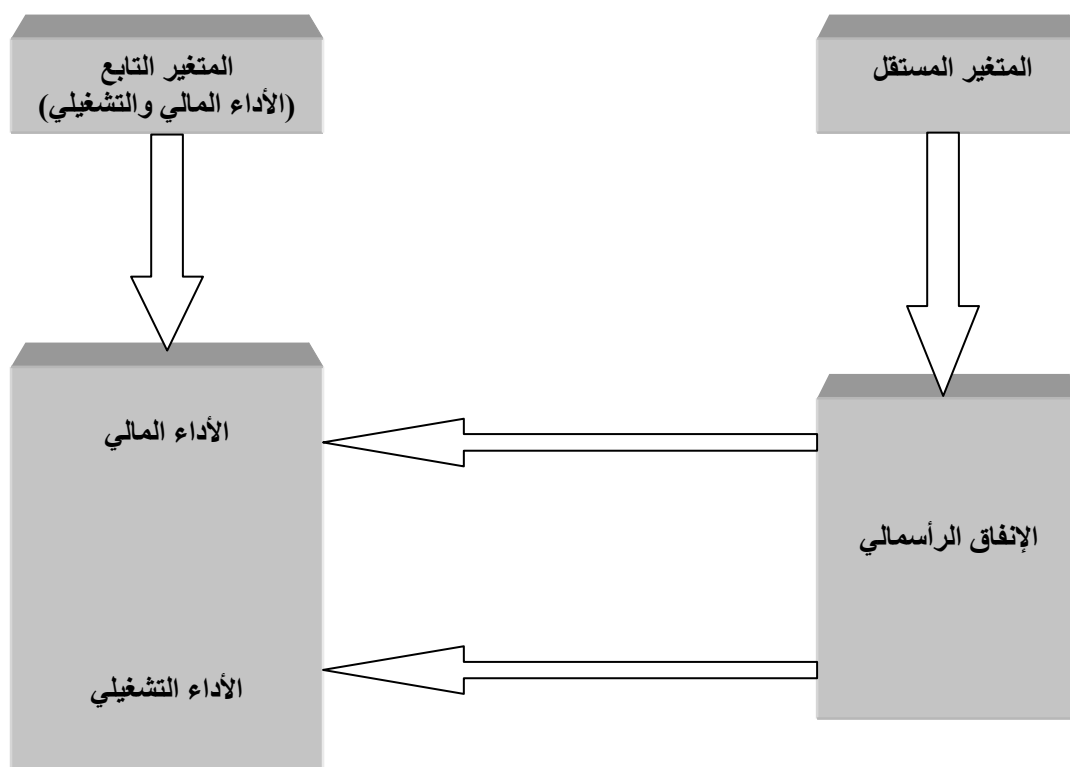 المتغير المستقل
المتغير التابع
(الأداء المالي والتشغيلي)
الأداء المالي
الإنفاق الرأسمالي
الأداء التشغيلي